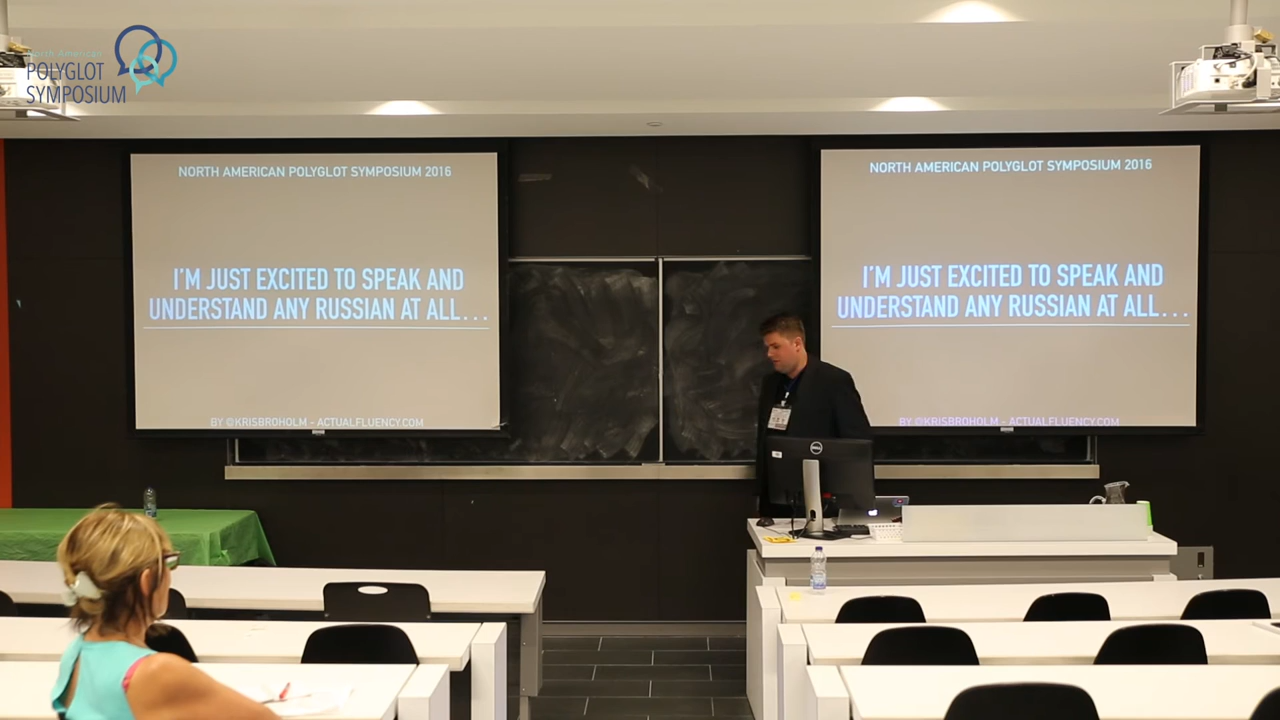 North American
POLYGLOT
SYMPOSIUM
NORTH AMERICAN POLYGLOT SYMPOSIUM 2016
I'M JUST EXCITED TO SPEAK AND
UNDERSTAND ANY RUSSIAN AT ALL...
BY @KRISBROHOLM - ACTUALFLUENCY.COM
NORTH AMERICAN POLYGLOT SYMPOSIUM 2016
I'M JUST EXCITED TO SPEAK AND
UNDERSTAND ANY RUSSIAN AT ALL...
BY @KRISBROHOLM - ACTUALFLUENCY.COM
DELL